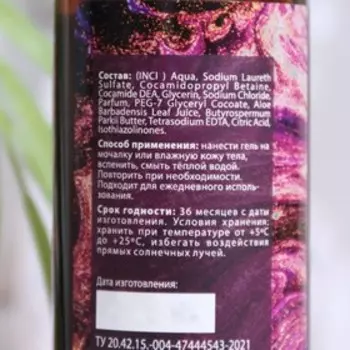 Состав: (INCI ) Aqua, Sodium Laureth
Sulfate, Cocamidopropyl Betaine,
Cocamide DEA, Glycerin, Sodium Chloride,
Parfum, PEG-7 Glyceryl Cocoate, Aloe
Barbadensis Leaf Juice, Butyrospermum
Parkii Butter, Tetrasodium EDTA, Citric Acid,
Isothiazolinones.
Способ применения: нанести гель на
мочалку или влажную кожу тела,
вспенить, смыть тёплой водой.
Повторить при необходимости.
Подходит для ежедневного исполь-
зования.
Срок годности: 36 месяцев с даты
изготовления. Условия хранения:
хранить при температуре от +5°С
до +25°С, избегать воздействия
прямых солнечных лучей.
Дата изготовления:
ТУ 20.42.15.-004-47444543-2021